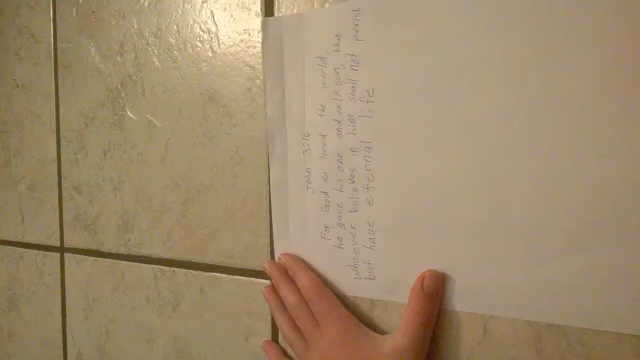 John 3:16
For God so loved the world,
he gave his one and only son, that
whoever believes in him shall not perish
but have eternal life